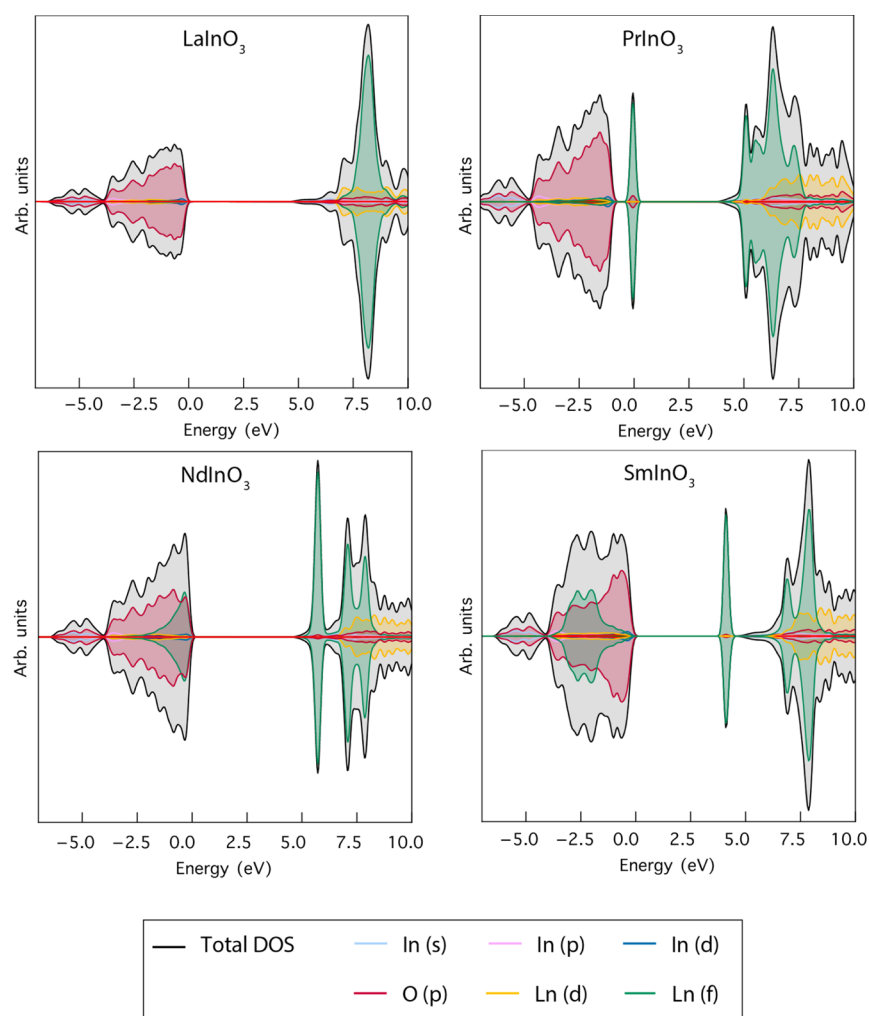 LaInO3
Arb. units
−5.0 −2.5 0.0 2.5 5.0 7.5 10.0
Energy (eV)
PrInO3
Arb. units
−5.0 −2.5 0.0 2.5 5.0 7.5 10.0
Energy (eV)
NdInO3
Arb. units
−5.0 −2.5 0.0 2.5 5.0 7.5 10.0
Energy (eV)
SmInO3
Arb. units
−5.0 −2.5 0.0 2.5 5.0 7.5 10.0
Energy (eV)
Total DOS In (s) In (p) In (d)
O (p) Ln (d) Ln (f)